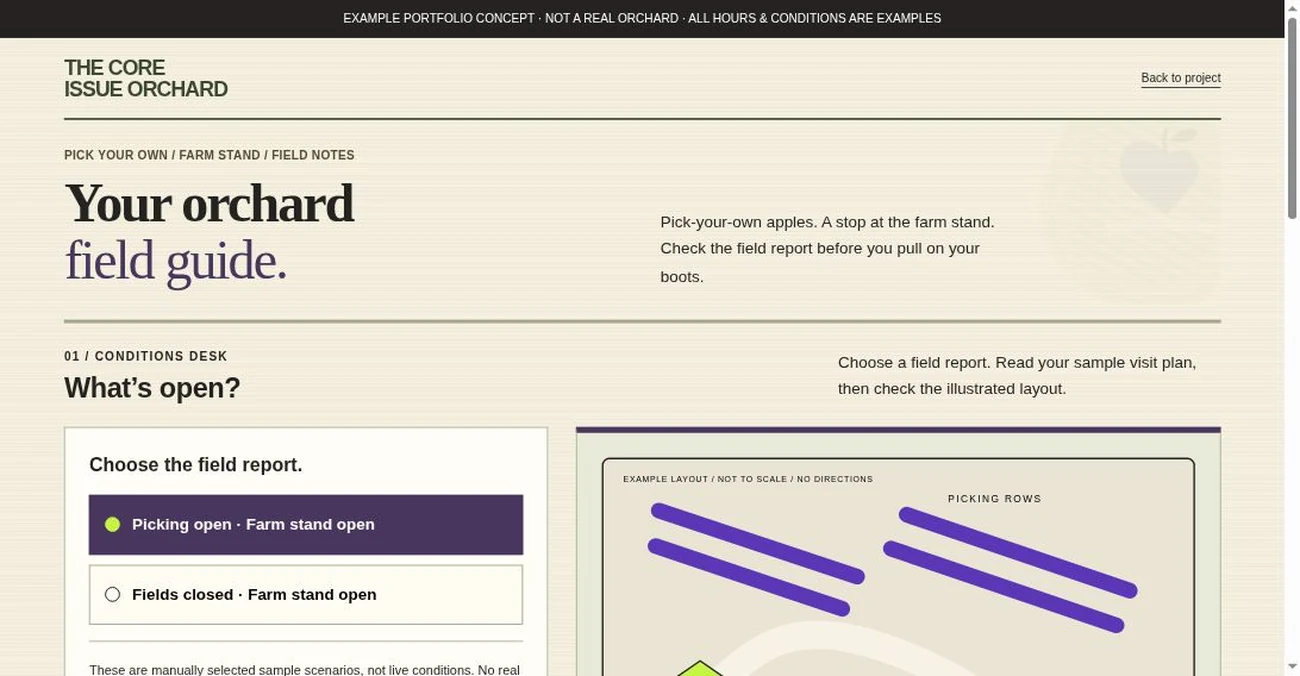 EXAMPLE PORTFOLIO CONCEPT · NOT A REAL ORCHARD · ALL HOURS & CONDITIONS ARE EXAMPLES
THE CORE
ISSUE ORCHARD
Back to project
PICK YOUR OWN / FARM STAND / FIELD NOTES
Your orchard
field guide.
Pick-your-own apples. A stop at the farm stand.
Check the field report before you pull on your
boots.
01 / CONDITIONS DESK
What’s open?
Choose a field report. Read your sample visit plan,
then check the illustrated layout.
Choose the field report.
Picking open · Farm stand open
Fields closed · Farm stand open
These are manually selected sample scenarios, not live conditions. No real
EXAMPLE LAYOUT / NOT TO SCALE / NO DIRECTIONS
PICKING ROWS